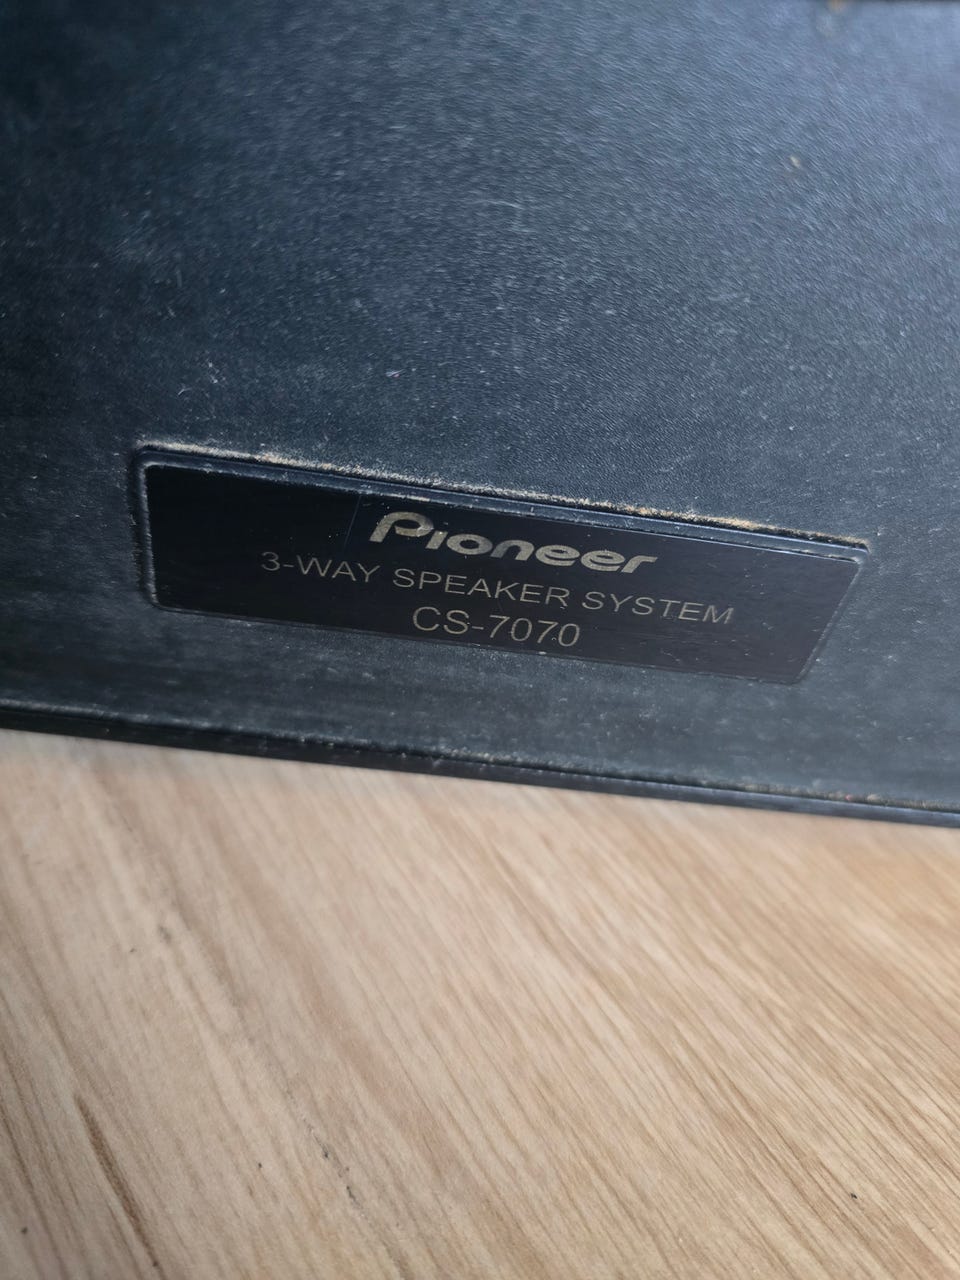 Pioneer
3-WAY SPEAKER SYSTEM
CS-7070